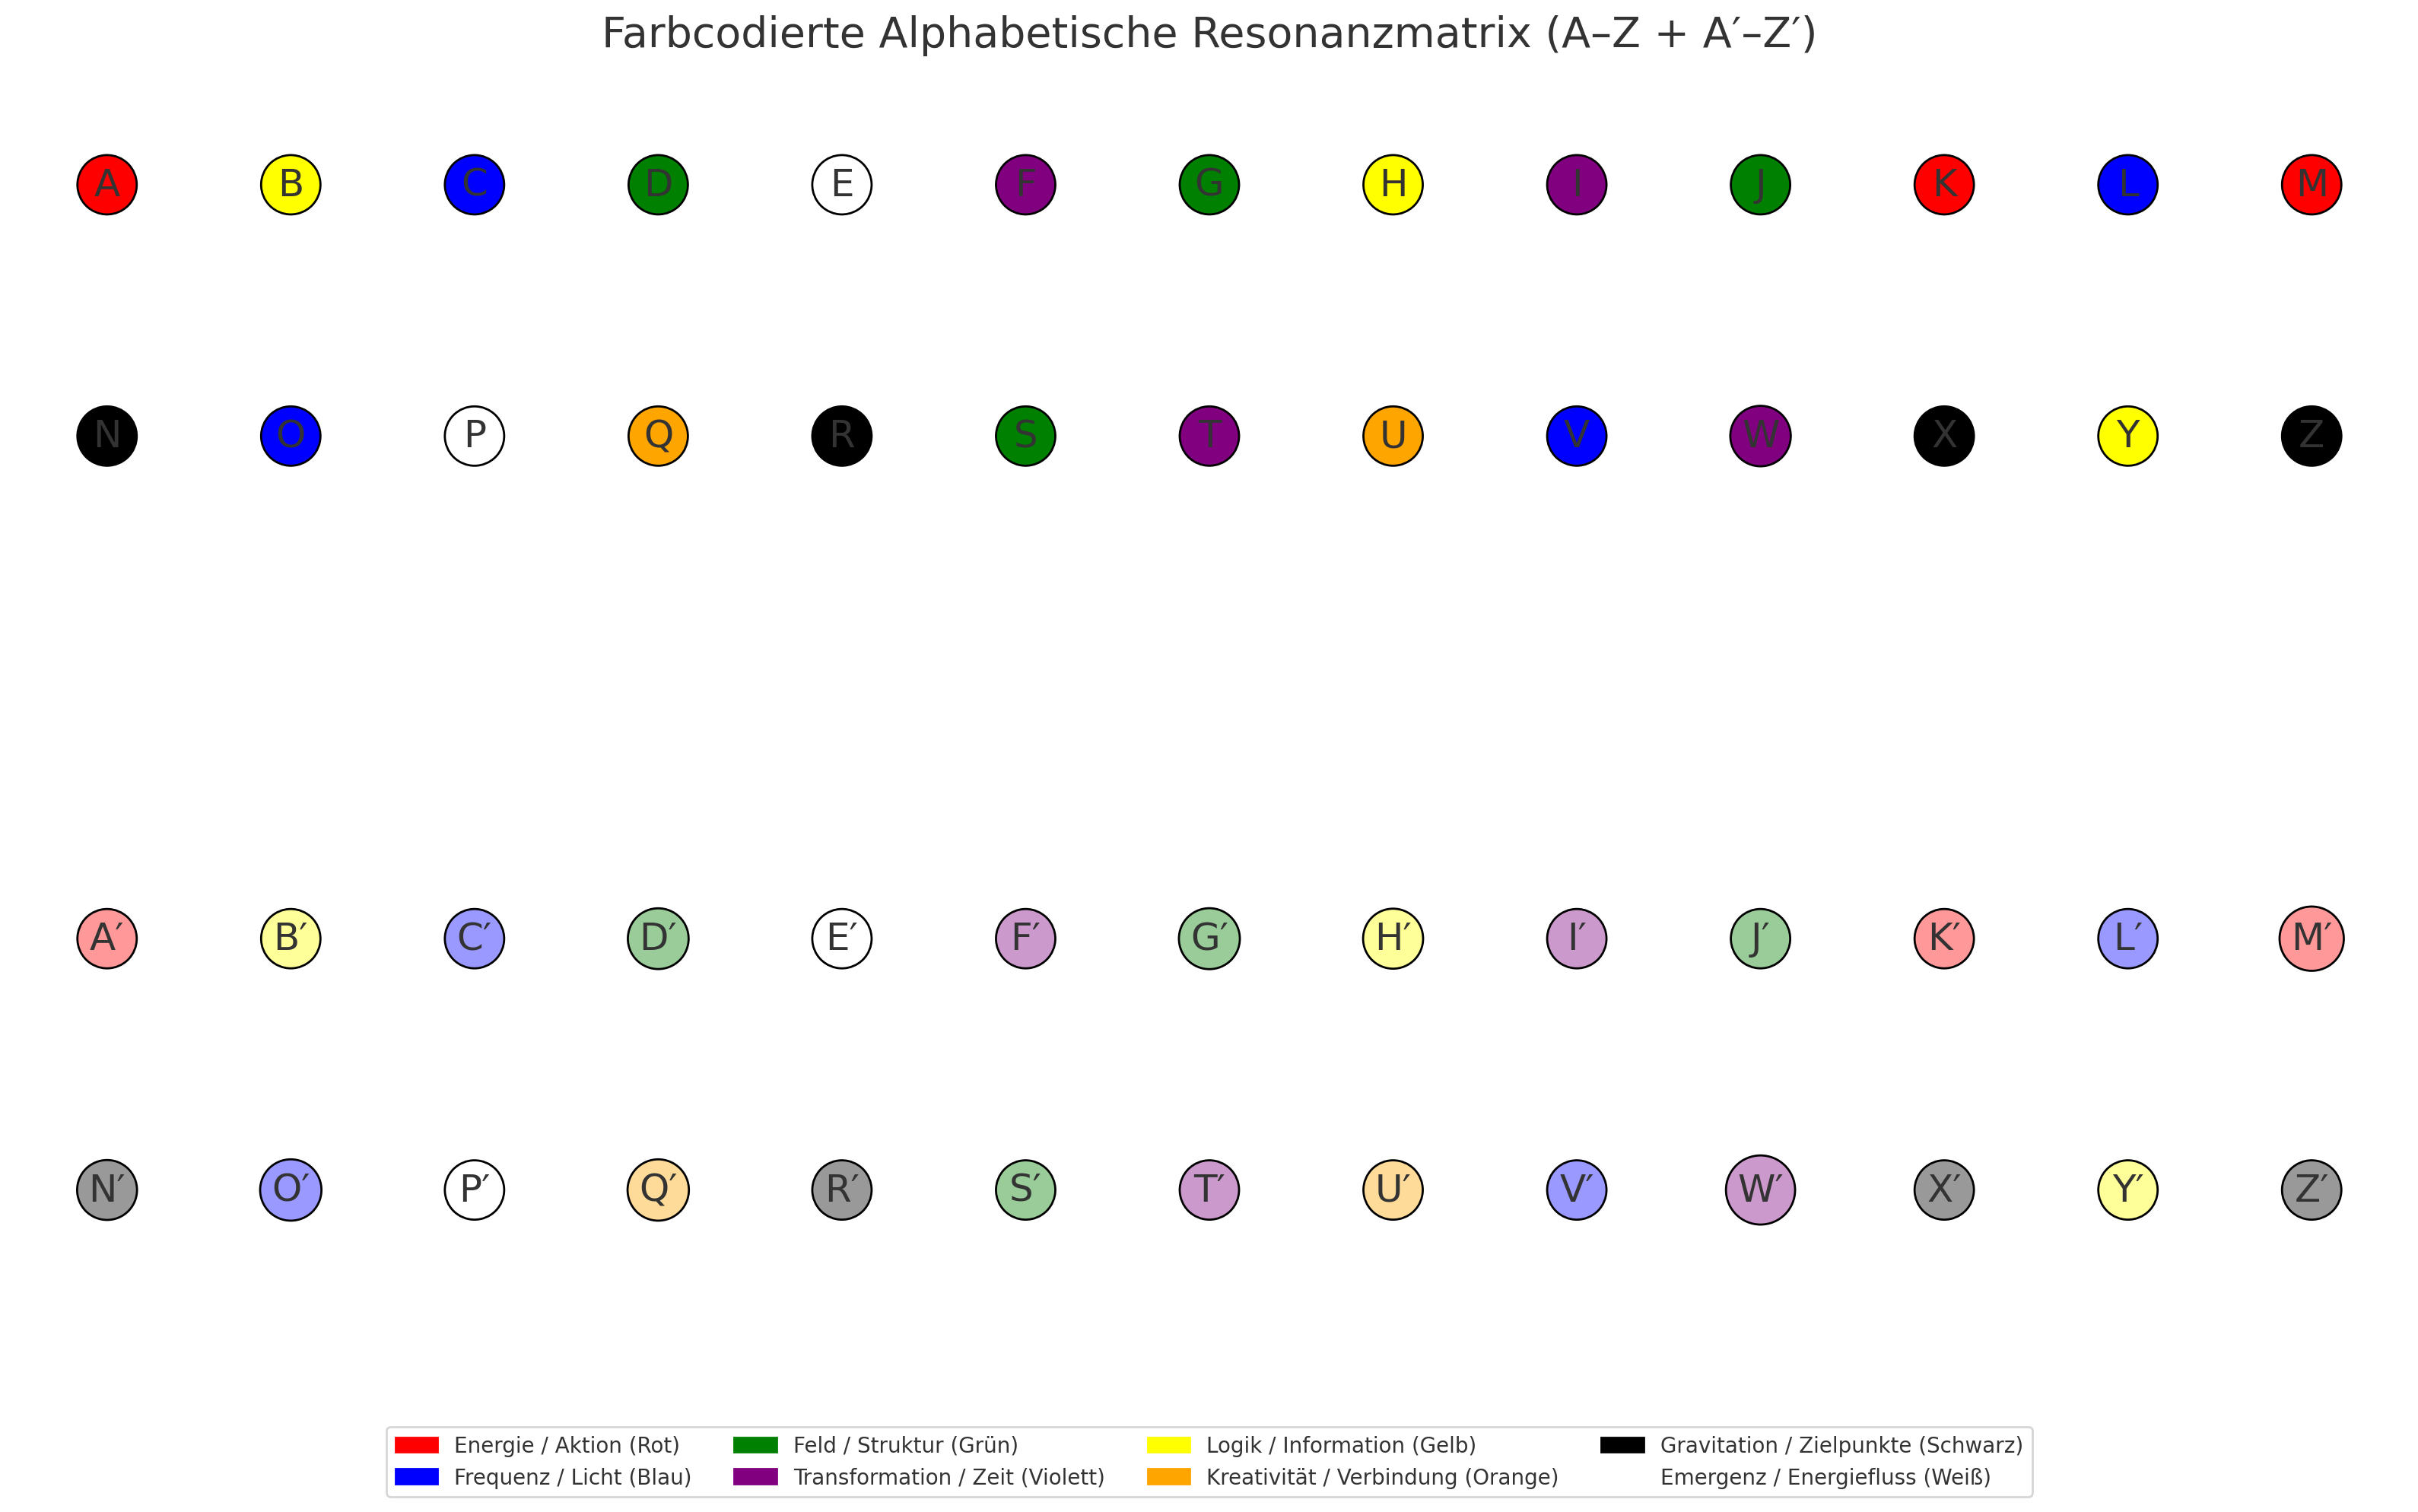 Farbcodierte Alphabetische Resonanzmatrix (A–Z + A′–Z′)
A B C D E F G H I J K L M
N O P Q R S T U V W X Y Z
A′ B′ C′ D′ E′ F′ G′ H′ I′ J′ K′ L′ M′
N′ O′ P′ Q′ R′ S′ T′ U′ V′ W′ X′ Y′ Z′
Energie / Aktion (Rot) Feld / Struktur (Grün) Logik / Information (Gelb) Gravitation / Zielpunkte (Schwarz)
Frequenz / Licht (Blau) Transformation / Zeit (Violett) Kreativität / Verbindung (Orange) Emergenz / Energiefluss (Weiß)